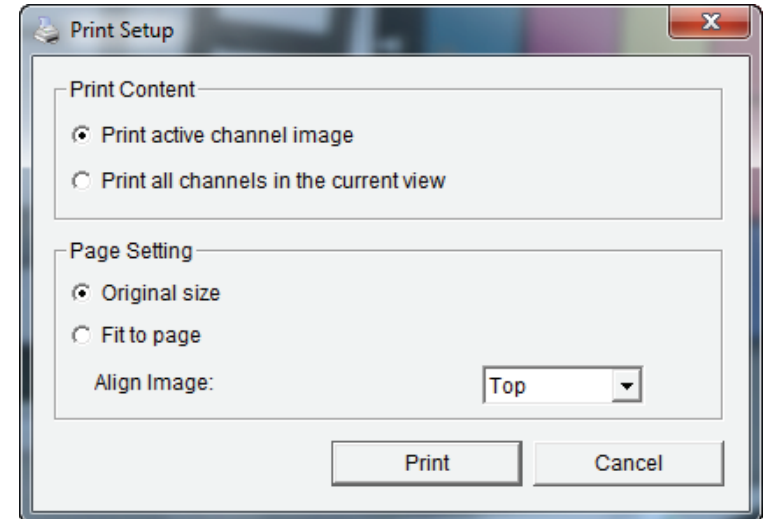 Print Setup
Print Content
Print active channel image
Print all channels in the current view
Page Setting
Original size
Fit to page
Align Image: Top
Print Cancel